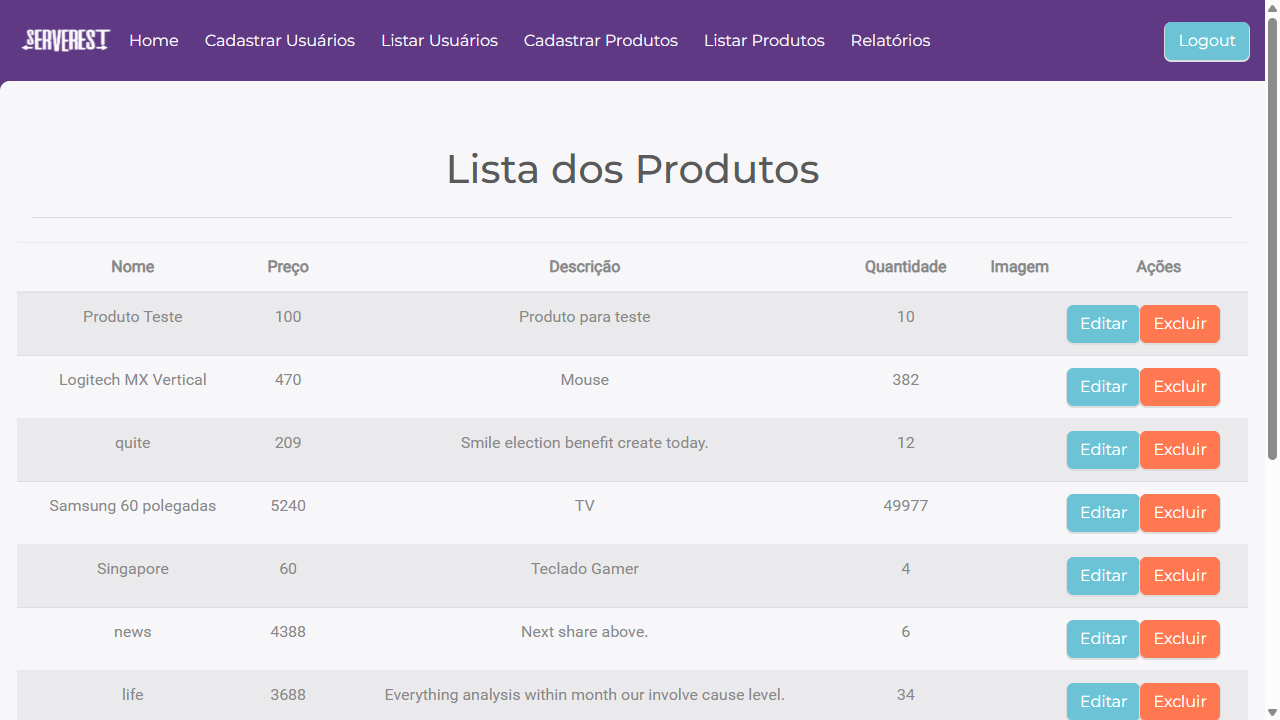 SERVEREST Home Cadastrar Usuários Listar Usuários Cadastrar Produtos Listar Produtos Relatórios Logout
Lista dos Produtos
Nome Preço Descrição Quantidade Imagem Ações
Produto Teste 100 Produto para teste 10 Editar Excluir
Logitech MX Vertical 470 Mouse 382 Editar Excluir
quite 209 Smile election benefit create today. 12 Editar Excluir
Samsung 60 polegadas 5240 TV 49977 Editar Excluir
Singapore 60 Teclado Gamer 4 Editar Excluir
news 4388 Next share above. 6 Editar Excluir
life 3688 Everything analysis within month our involve cause level. 34 Editar Excluir